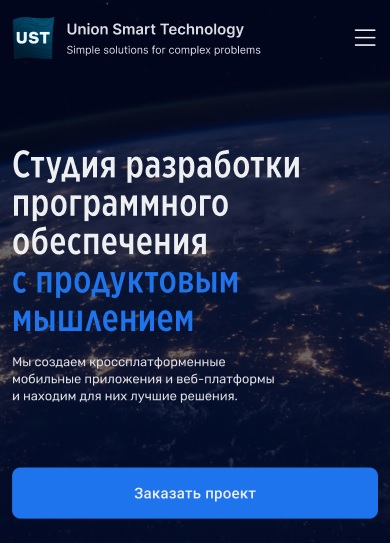 UST
Union Smart Technology
Simple solutions for complex problems
Студия разработки
программного
обеспечения
с продуктовым
мышлением
Мы создаем кроссплатформенные
мобильные приложения и веб-платформы
и находим для них лучшие решения.
Заказать проект